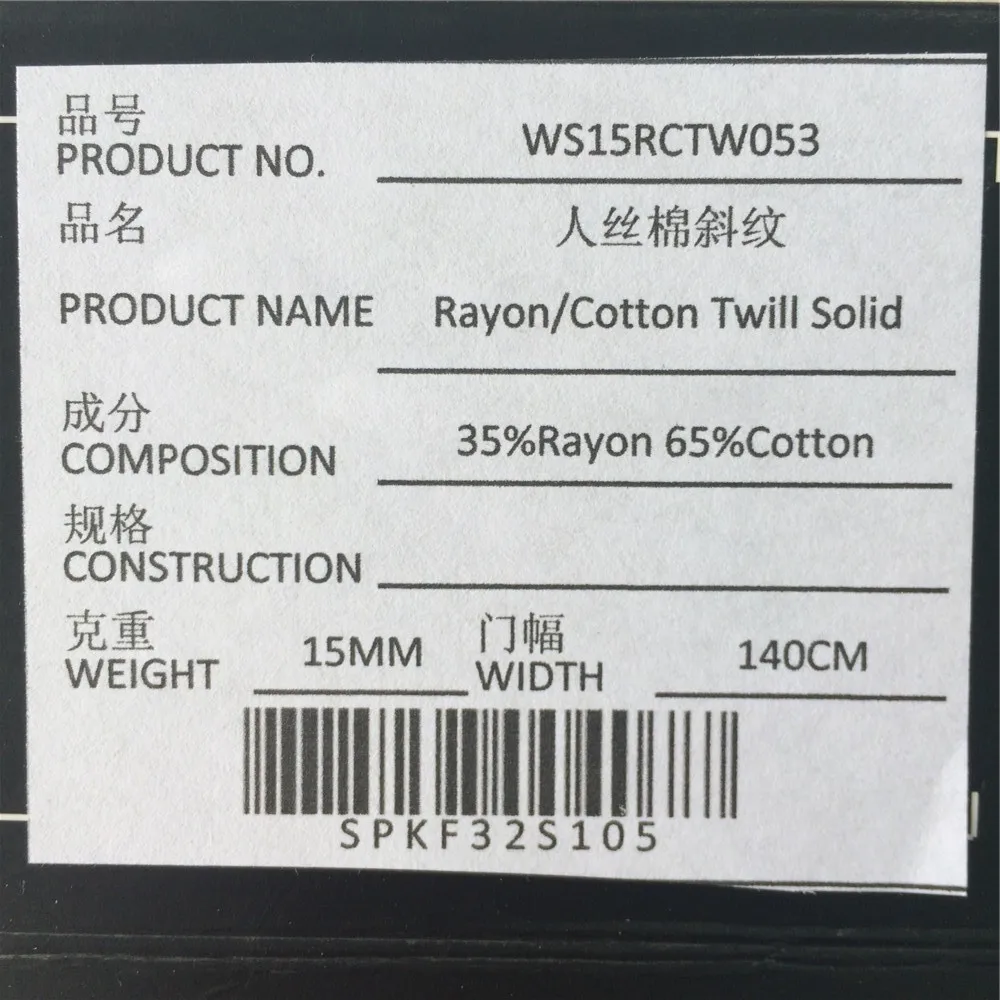 品号
PRODUCT NO. WS15RCTW053
品名 人丝棉斜纹
PRODUCT NAME Rayon/Cotton Twill Solid
成分
COMPOSITION 35%Rayon 65%Cotton
规格
CONSTRUCTION
克重 门幅
WEIGHT 15MM WIDTH 140CM
SPKF32S105